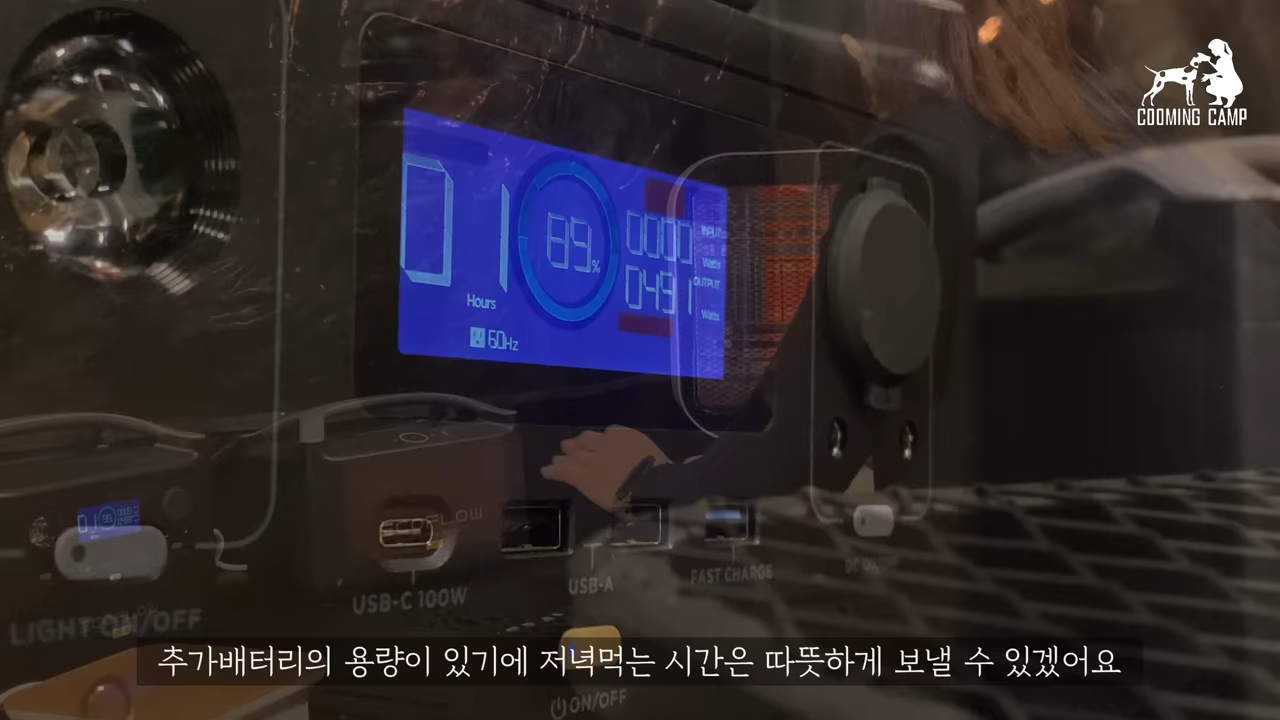 COOMING CAMP
01
Hours
89%
0000
INPUT
Watts
0491
OUTPUT
Watts
60Hz
USB-C 100W
USB-A
FAST CHARGE
LIGHT ON/OFF
ON/OFF
추가배터리의 용량이 있기에 저녁먹는 시간은 따뜻하게 보낼 수 있겠어요